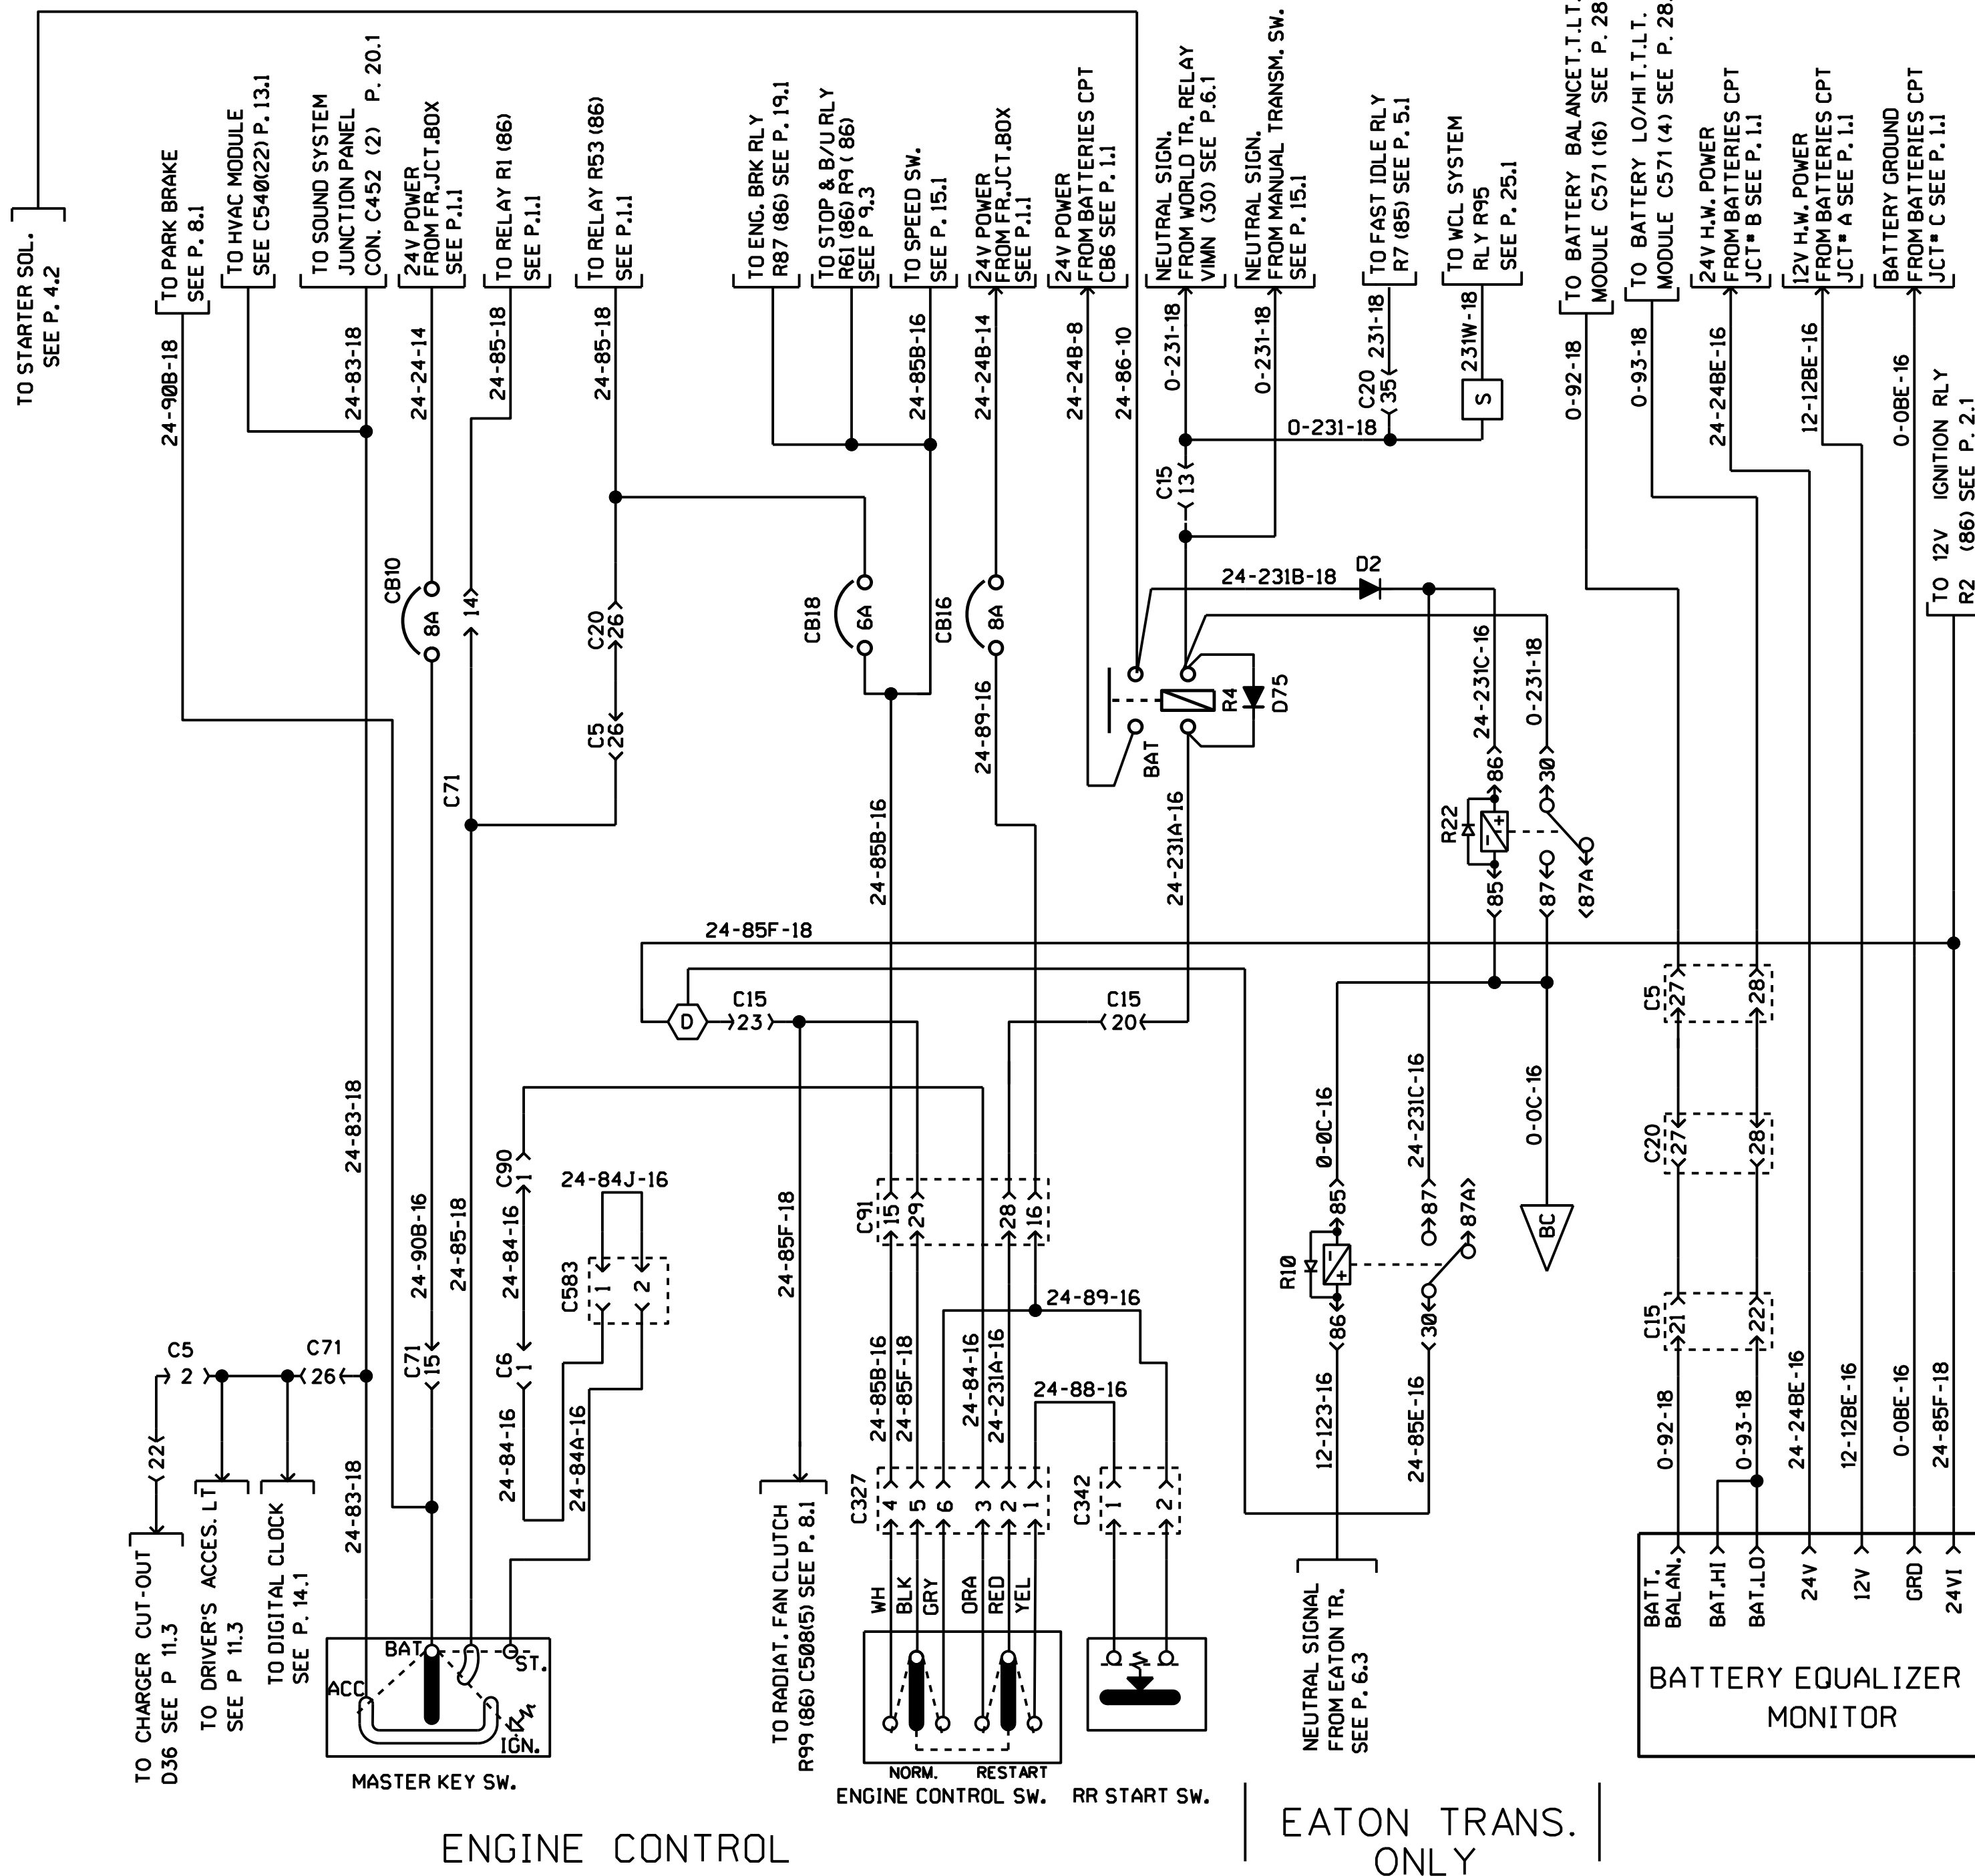 TO STARTER SOL.
SEE P. 4.2
TO PARK BRAKE
SEE P. 8.1
TO HVAC MODULE
SEE C540(22) P. 13.1
TO SOUND SYSTEM
JUNCTION PANEL
CON. C452 (2) P. 20.1
24V POWER
FROM FR.JCT.BOX
SEE P.1.1
TO RELAY R1 (86)
SEE P.1.1
TO RELAY R53 (86)
SEE P.1.1
TO ENG. BRK RLY
R87 (86) SEE P. 19.1
TO STOP & B/U RLY
R61 (86) R9 (86)
SEE P 9.3
TO SPEED SW.
SEE P. 15.1
24V POWER
FROM FR.JCT.BOX
SEE P.1.1
24V POWER
FROM BATTERIES CPT
CB6 SEE P. 1.1
NEUTRAL SIGN.
FROM WORLD TR. RELAY
VIMN (30) SEE P.6.1
NEUTRAL SIGN.
FROM MANUAL TRANSM. SW.
SEE P. 15.1
TO FAST IDLE RLY
R7 (85) SEE P. 5.1
TO WCL SYSTEM
RLY R95
SEE P. 25.1
TO BATTERY BALANCET.T.LT.
MODULE C571 (16) SEE P. 28
TO BATTERY LO/HI T.T.LT.
MODULE C571 (4) SEE P. 28.
24V H.W. POWER
FROM BATTERIES CPT
JCT# B SEE P. 1.1
12V H.W. POWER
FROM BATTERIES CPT
JCT# A SEE P. 1.1
BATTERY GROUND
FROM BATTERIES CPT
JCT# C SEE P. 1.1
TO 12V IGNITION RLY
R2 (86) SEE P. 2.1
24-90B-18
24-83-18
24-24-14
24-85-18
24-85-18
24-85B-16
24-24B-14
24-24B-8
24-86-10
0-231-18
0-231-18
231-18
C20
35
231W-18
S
0-231-18
0-92-18
0-93-18
24-24BE-16
12-12BE-16
0-0BE-16
C15
13
CB10
8A
14
C20
26
C5
26
C71
CB18
6A
CB16
8A
24-89-16
24-231B-18
D2
R4
D75
BAT
24-231C-16
0-231-18
86
30
R22
+
-
85
87
87A
24-85B-16
24-231A-16
24-85F-18
D
C15
23
C15
20
C5
27
28
C20
27
28
C15
21
22
24-83-18
24-90B-16
24-85-18
C90
1
24-84-16
24-84J-16
C583
1
2
24-85F-18
C91
15
29
28
16
0-0C-16
24-231C-16
0-0C-16
85
87
87A
R10
-
+
86
30
BC
C5
2
C71
26
22
C71
15
C6
1
24-89-16
24-85B-16
24-85F-18
24-84-16
24-231A-16
24-88-16
24-83-18
24-84-16
24-84A-16
12-123-16
24-85E-16
0-92-18
0-93-18
24-24BE-16
12-12BE-16
0-0BE-16
24-85F-18
C327
4
5
6
3
2
1
C342
1
2
WH
BLK
GRY
ORA
RED
YEL
TO CHARGER CUT-OUT
D36 SEE P 11.3
TO DRIVER'S ACCES. LT
SEE P 11.3
TO DIGITAL CLOCK
SEE P. 14.1
BAT
ST.
ACC
IGN.
MASTER KEY SW.
TO RADIAT. FAN CLUTCH
R99 (86) C508(5) SEE P. 8.1
NORM.
RESTART
ENGINE CONTROL SW.
RR START SW.
NEUTRAL SIGNAL
FROM EATON TR.
SEE P. 6.3
BATT.
BALAN.
BAT.HI
BAT.LO
24V
12V
GRD
24VI
BATTERY EQUALIZER
MONITOR
ENGINE CONTROL
EATON TRANS.
ONLY